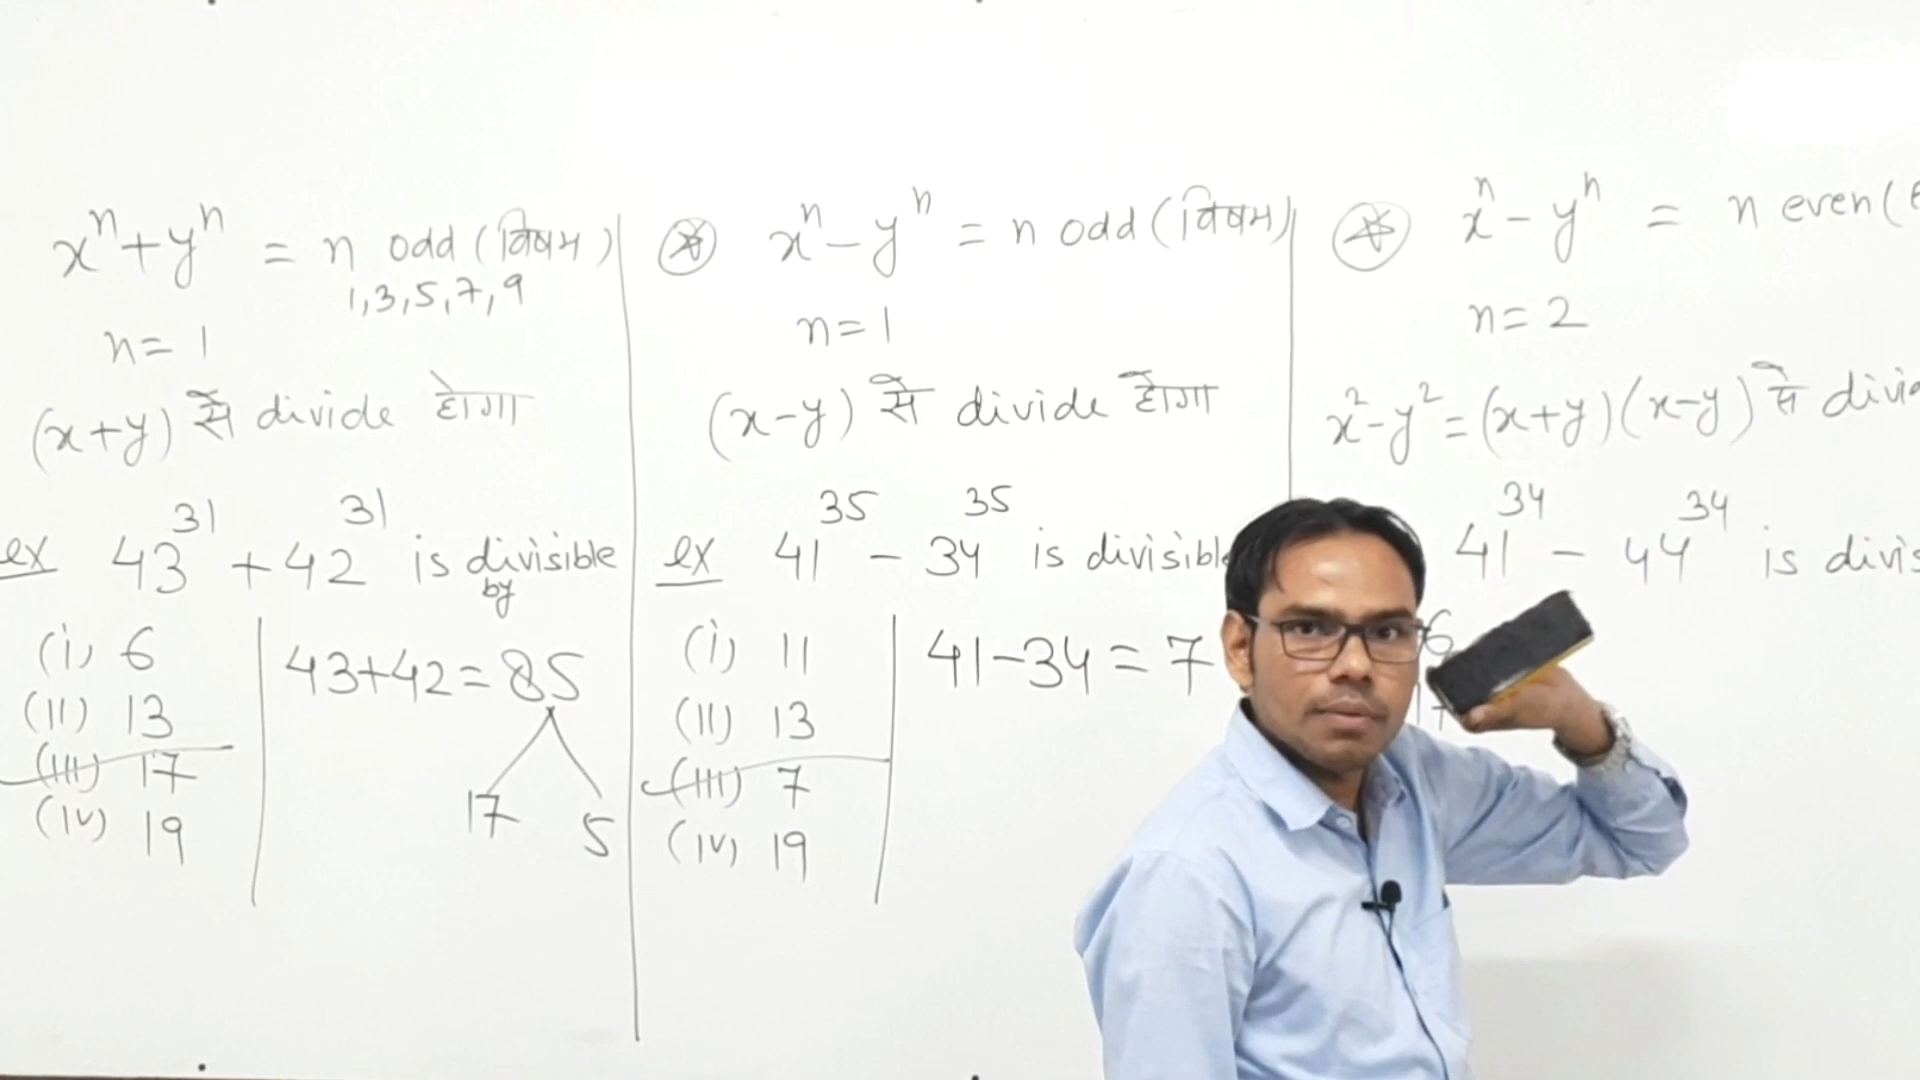 xⁿ+yⁿ = n odd (विषम)
1,3,5,7,9
n= 1
(x+y) से divide होगा
ex 43³¹ + 42³¹ is divisible
by
(i) 6
(ii) 13
(iii) 17
(iv) 19
43+42= 85
17 5
xⁿ-yⁿ = n odd (विषम)
n=1
(x-y) से divide होगा
ex 41³⁵ - 34³⁵ is divisible
(i) 11
(ii) 13
(iii) 7
(iv) 19
41-34 = 7
xⁿ-yⁿ = n even (
n= 2
x²-y²=(x+y)(x-y) से divi
41³⁴ - 44³⁴ is divis
6